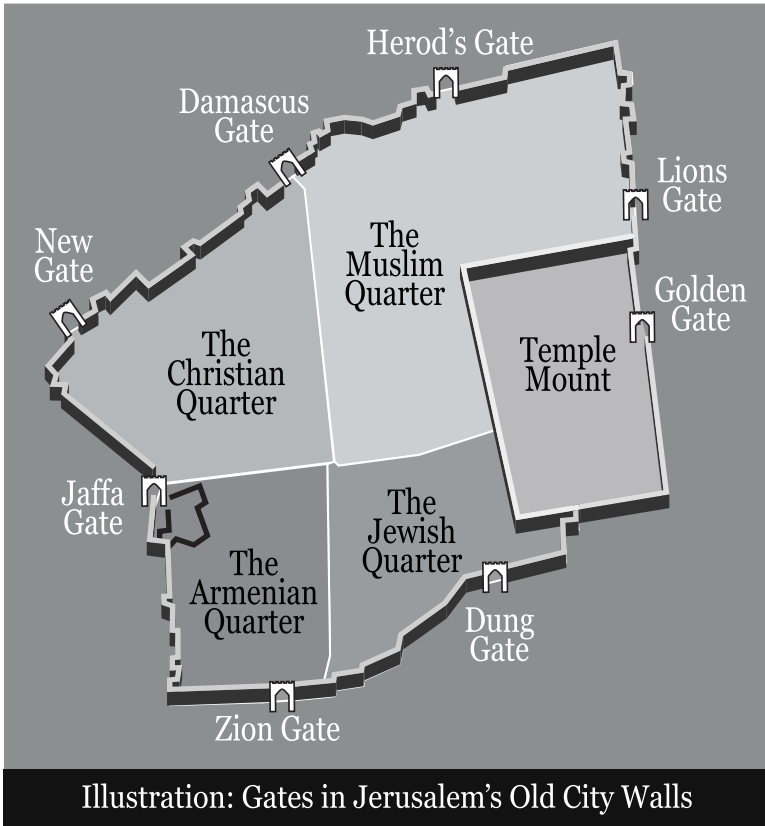 Herod's Gate
Damascus
Gate
Lions
Gate
New
Gate
The
Muslim
Quarter
Golden
Gate
The
Christian
Quarter
Temple
Mount
Jaffa
Gate
The
Jewish
Quarter
The
Armenian
Quarter
Dung
Gate
Zion Gate
Illustration: Gates in Jerusalem's Old City Walls